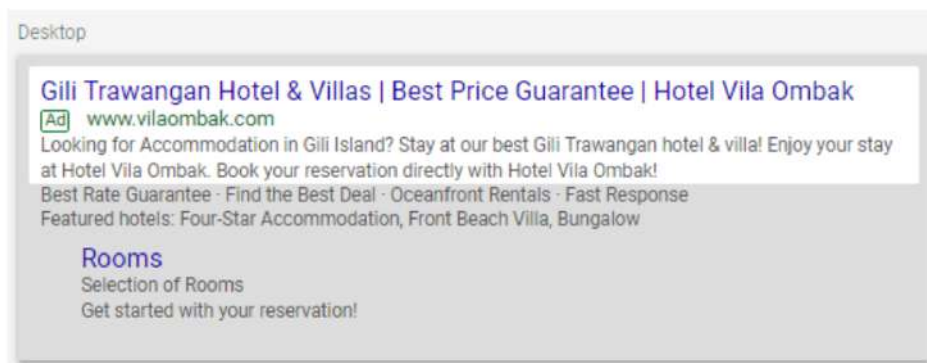 Desktop
Gili Trawangan Hotel & Villas | Best Price Guarantee | Hotel Vila Ombak
Ad www.vilaombak.com
Looking for Accommodation in Gili Island? Stay at our best Gili Trawangan hotel & villa! Enjoy your stay
at Hotel Vila Ombak. Book your reservation directly with Hotel Vila Ombak!
Best Rate Guarantee · Find the Best Deal · Oceanfront Rentals · Fast Response
Featured hotels: Four-Star Accommodation, Front Beach Villa, Bungalow
Rooms
Selection of Rooms
Get started with your reservation!